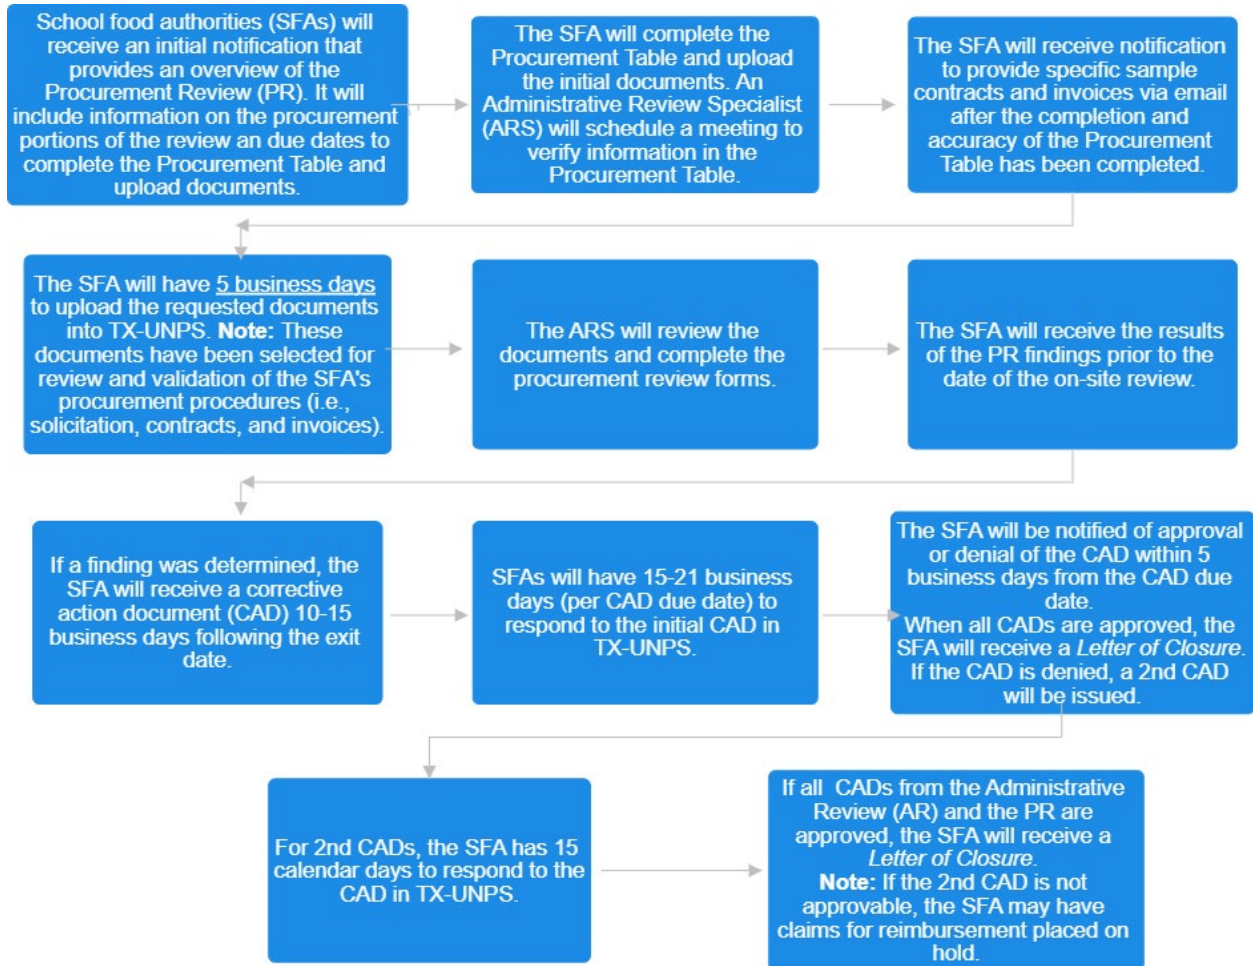 School food authorities (SFAs) will
receive an initial notification that
provides an overview of the
Procurement Review (PR). It will
include information on the procurement
portions of the review an due dates to
complete the Procurement Table and
upload documents.
The SFA will complete the
Procurement Table and upload
the initial documents. An
Administrative Review Specialist
(ARS) will schedule a meeting to
verify information in the
Procurement Table.
The SFA will receive notification
to provide specific sample
contracts and invoices via email
after the completion and
accuracy of the Procurement
Table has been completed.
The SFA will have 5 business days
to upload the requested documents
into TX-UNPS. Note: These
documents have been selected for
review and validation of the SFA's
procurement procedures (i.e.,
solicitation, contracts, and invoices).
The ARS will review the
documents and complete the
procurement review forms.
The SFA will receive the results
of the PR findings prior to the
date of the on-site review.
If a finding was determined, the
SFA will receive a corrective
action document (CAD) 10-15
business days following the exit
date.
SFAs will have 15-21 business
days (per CAD due date) to
respond to the initial CAD in
TX-UNPS.
The SFA will be notified of approval
or denial of the CAD within 5
business days from the CAD due
date.
When all CADs are approved, the
SFA will receive a Letter of Closure.
If the CAD is denied, a 2nd CAD
will be issued.
For 2nd CADs, the SFA has 15
calendar days to respond to the
CAD in TX-UNPS.
If all CADs from the Administrative
Review (AR) and the PR are
approved, the SFA will receive a
Letter of Closure.
Note: If the 2nd CAD is not
approvable, the SFA may have
claims for reimbursement placed on
hold.